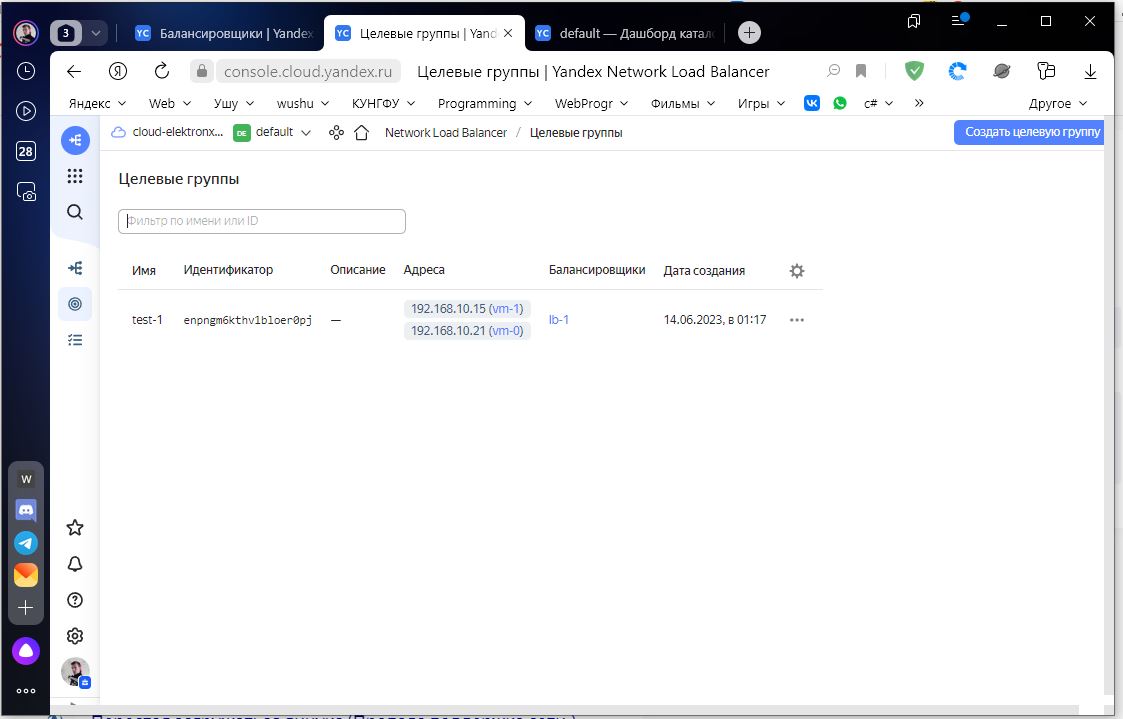 3
Балансировщики | Yandex
Целевые группы | Yand
default — Дашборд катало
console.cloud.yandex.ru
Целевые группы | Yandex Network Load Balancer
Яндекс Web Ушу wushu КУНГФУ Programming WebProgr Фильмы Игры c# » Другое
28
cloud-elektronx... DE default Network Load Balancer / Целевые группы
Создать целевую группу
Целевые группы
Фильтр по имени или ID
Имя Идентификатор Описание Адреса Балансировщики Дата создания
192.168.10.15 (vm-1)
test-1 enpngm6kthv1bloer0pj — lb-1 14.06.2023, в 01:17
192.168.10.21 (vm-0)
W